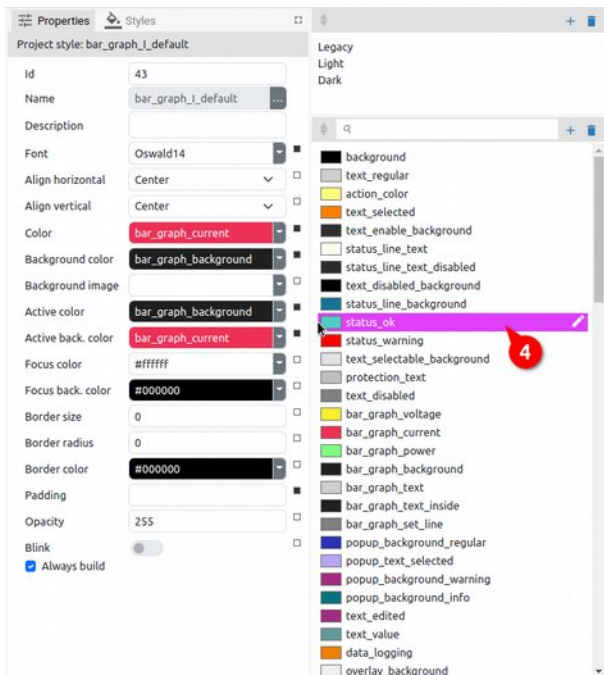 Properties Styles
Project style: bar_graph_I_default
Id 43
Name bar_graph_I_default ...
Description
Font Oswald14
Align horizontal Center
Align vertical Center
Color bar_graph_current
Background color bar_graph_background
Background image
Active color bar_graph_background
Active back. color bar_graph_current
Focus color #ffffff
Focus back. color #000000
Border size 0
Border radius 0
Border color #000000
Padding
Opacity 255
Blink
Always build
Legacy
Light
Dark
background
text_regular
action_color
text_selected
text_enable_background
status_line_text
status_line_text_disabled
text_disabled_background
status_line_background
status_ok
4
status_warning
text_selectable_background
protection_text
text_disabled
bar_graph_voltage
bar_graph_current
bar_graph_power
bar_graph_background
bar_graph_text
bar_graph_text_inside
bar_graph_set_line
popup_background_regular
popup_text_selected
popup_background_warning
popup_background_info
text_edited
text_value
data_logging
overlay_background